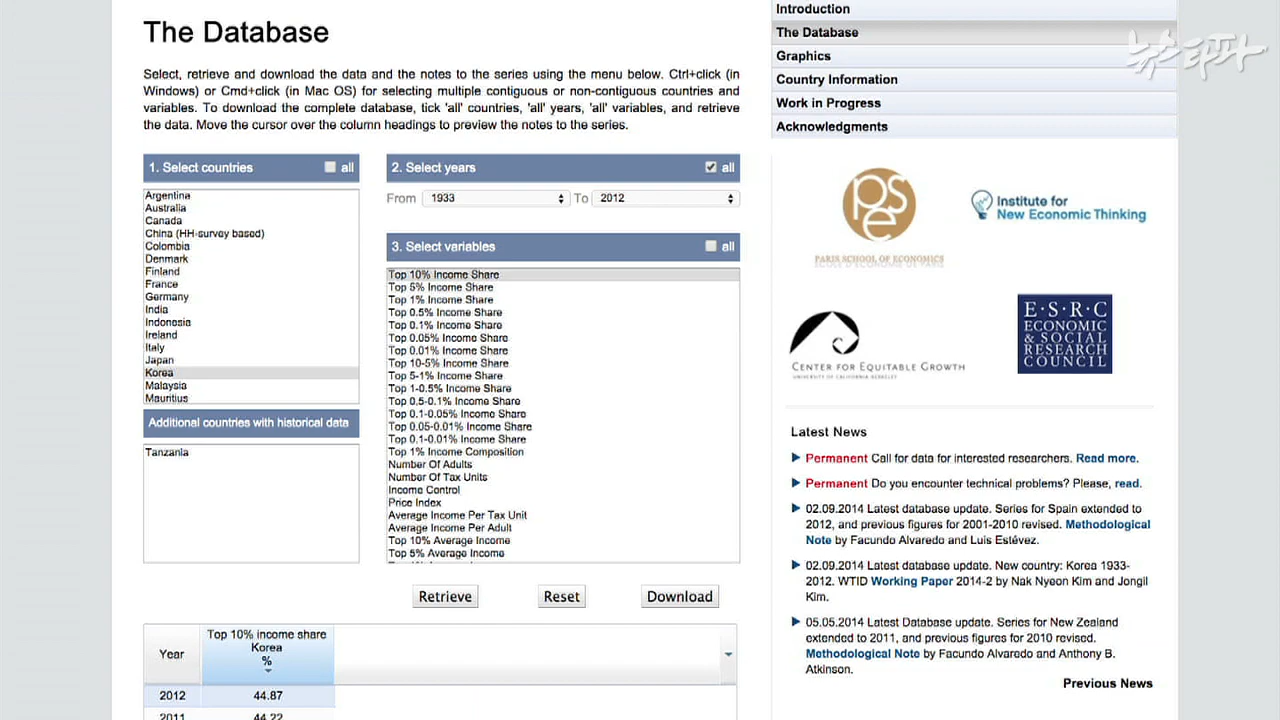 The Database
Select, retrieve and download the data and the notes to the series using the menu below. Ctrl+click (in
Windows) or Cmd+click (in Mac OS) for selecting multiple contiguous or non-contiguous countries and
variables. To download the complete database, tick 'all' countries, 'all' years, 'all' variables, and retrieve
the data. Move the cursor over the column headings to preview the notes to the series.
1. Select countries all
Argentina
Australia
Canada
China (HH-survey based)
Colombia
Denmark
Finland
France
Germany
India
Indonesia
Ireland
Italy
Japan
Korea
Malaysia
Mauritius
Additional countries with historical data
Tanzania
2. Select years all
From 1933 To 2012
3. Select variables all
Top 10% Income Share
Top 5% Income Share
Top 1% Income Share
Top 0.5% Income Share
Top 0.1% Income Share
Top 0.05% Income Share
Top 0.01% Income Share
Top 10-5% Income Share
Top 5-1% Income Share
Top 1-0.5% Income Share
Top 0.5-0.1% Income Share
Top 0.1-0.05% Income Share
Top 0.05-0.01% Income Share
Top 0.1-0.01% Income Share
Top 1% Income Composition
Number Of Adults
Number Of Tax Units
Income Control
Price Index
Average Income Per Tax Unit
Average Income Per Adult
Top 10% Average Income
Top 5% Average Income
Retrieve Reset Download
Year
Top 10% income share
Korea
%
2012 44.87
2011 44.22
Introduction
The Database
Graphics
Country Information
Work in Progress
Acknowledgments
뉴스타파
pse
PARIS SCHOOL OF ECONOMICS
ECOLE D'ECONOMIE DE PARIS
Institute for
New Economic Thinking
CENTER FOR EQUITABLE GROWTH
UNIVERSITY OF CALIFORNIA BERKELEY
E·S·R·C
ECONOMIC
& SOCIAL
RESEARCH
COUNCIL
Latest News
Permanent Call for data for interested researchers. Read more.
Permanent Do you encounter technical problems? Please, read.
02.09.2014 Latest database update. Series for Spain extended to
2012, and previous figures for 2001-2010 revised. Methodological
Note by Facundo Alvaredo and Luis Estévez.
02.09.2014 Latest database update. New country: Korea 1933-
2012. WTID Working Paper 2014-2 by Nak Nyeon Kim and Jongil
Kim.
05.05.2014 Latest Database update. Series for New Zealand
extended to 2011, and previous figures for 2010 revised.
Methodological Note by Facundo Alvaredo and Anthony B.
Atkinson.
Previous News